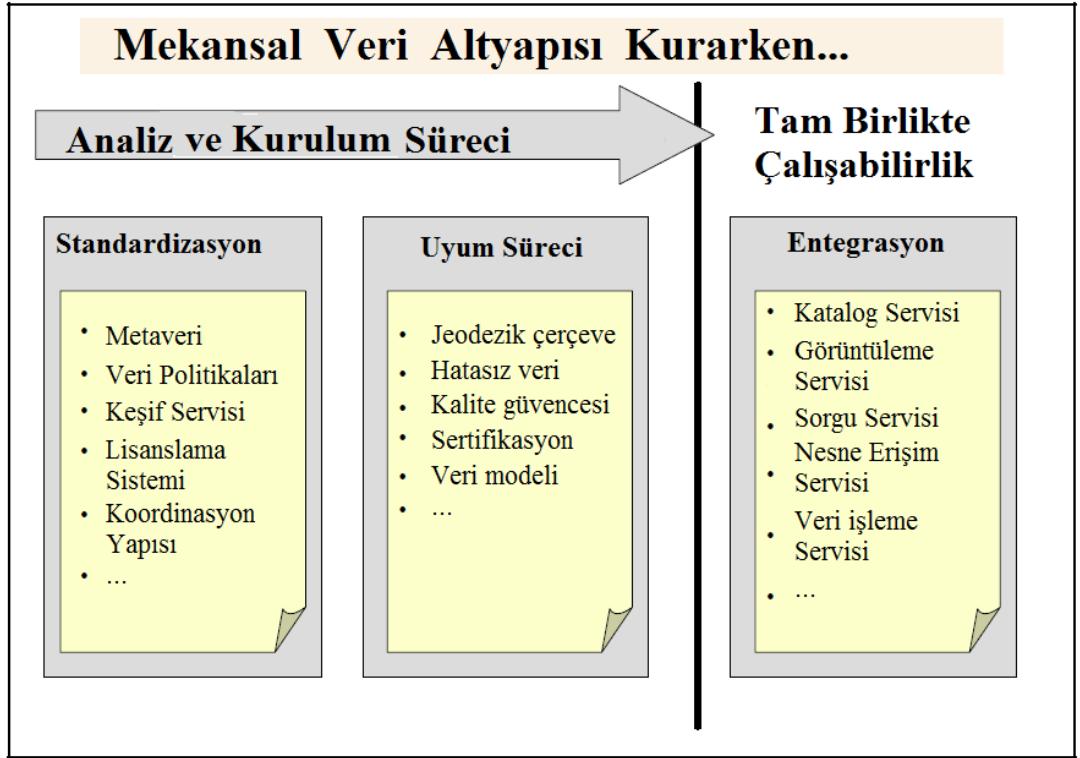 Mekansal Veri Altyapısı Kurarken...
Analiz ve Kurulum Süreci
Tam Birlikte
Çalışabilirlik
Standardizasyon
• Metaveri
• Veri Politikaları
• Keşif Servisi
• Lisanslama
Sistemi
• Koordinasyon
Yapısı
• ...
Uyum Süreci
• Jeodezik çerçeve
• Hatasız veri
• Kalite güvencesi
• Sertifikasyon
• Veri modeli
• ...
Entegrasyon
• Katalog Servisi
• Görüntüleme
Servisi
• Sorgu Servisi
• Nesne Erişim
Servisi
• Veri işleme
Servisi
• ...